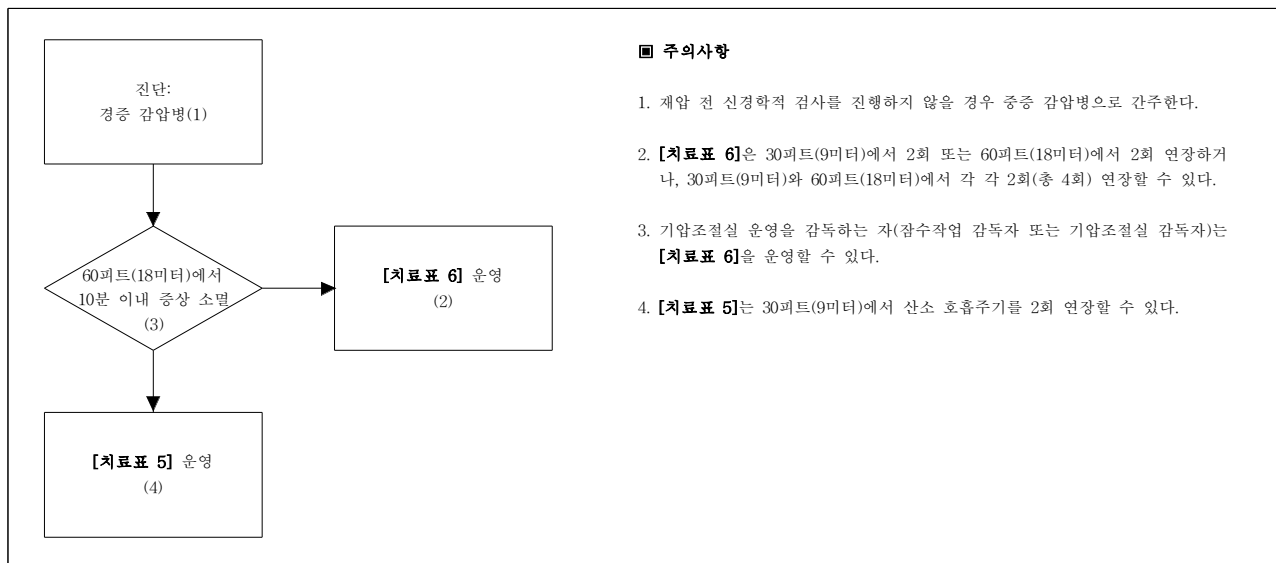 진단:
경증 감압병(1)
60피트(18미터)에서
10분 이내 증상 소멸
(3)
[치료표 6] 운영
(2)
[치료표 5] 운영
(4)
▣ 주의사항
1. 재압 전 신경학적 검사를 진행하지 않을 경우 중증 감압병으로 간주한다.
2. [치료표 6]은 30피트(9미터)에서 2회 또는 60피트(18미터)에서 2회 연장하거
나, 30피트(9미터)와 60피트(18미터)에서 각 각 2회(총 4회) 연장할 수 있다.
3. 기압조절실 운영을 감독하는 자(잠수작업 감독자 또는 기압조절실 감독자)는
[치료표 6]을 운영할 수 있다.
4. [치료표 5]는 30피트(9미터)에서 산소 호흡주기를 2회 연장할 수 있다.